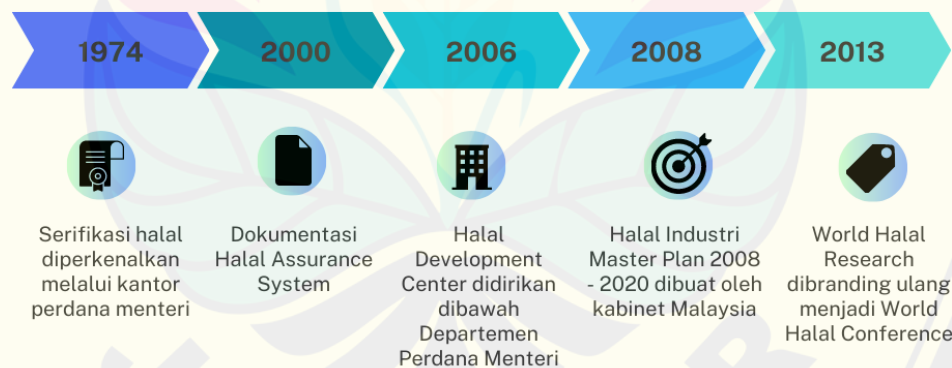 1974
2000
2006
2008
2013
Serifikasi halal
diperkenalkan
melalui kantor
perdana menteri
Dokumentasi
Halal Assurance
System
Halal
Development
Center didirikan
dibawah
Departemen
Perdana Menteri
Halal Industri
Master Plan 2008
- 2020 dibuat oleh
kabinet Malaysia
World Halal
Research
dibranding ulang
menjadi World
Halal Conference